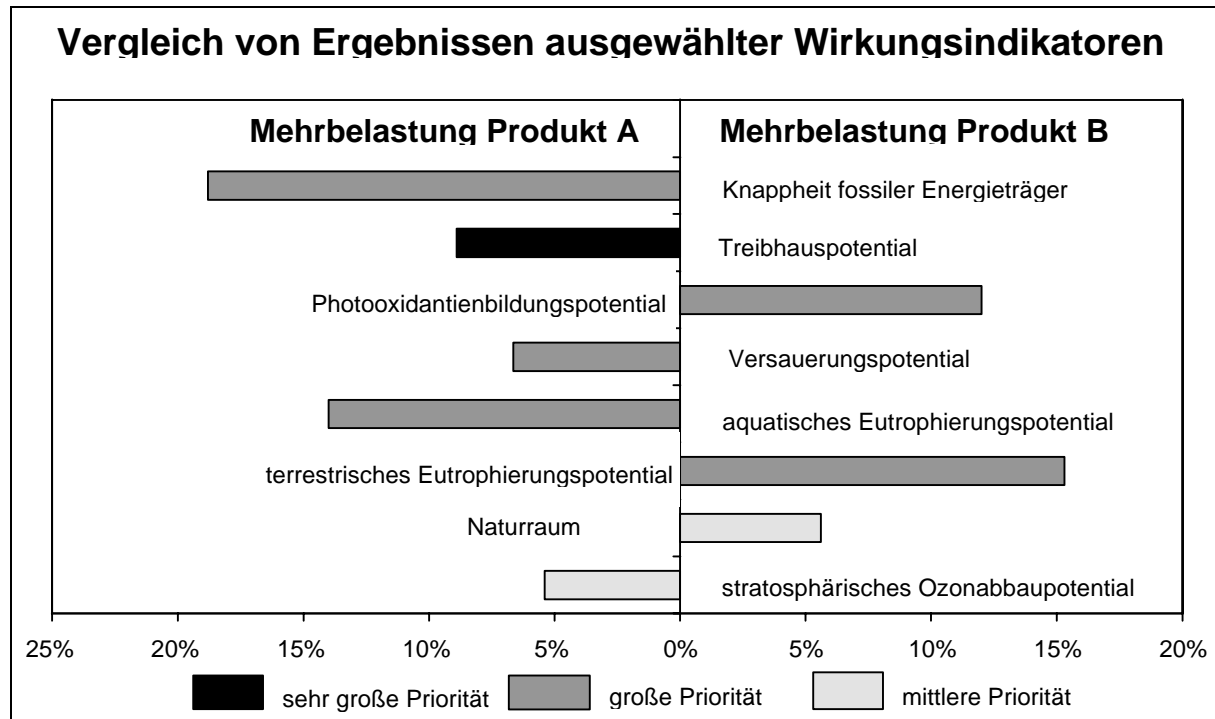 Vergleich von Ergebnissen ausgewählter Wirkungsindikatoren
Mehrbelastung Produkt A
Mehrbelastung Produkt B
Knappheit fossiler Energieträger
Treibhauspotential
Photooxidantienbildungspotential
Versauerungspotential
aquatisches Eutrophierungspotential
terrestrisches Eutrophierungspotential
Naturraum
stratosphärisches Ozonabbaupotential
25% 20% 15% 10% 5% 0% 5% 10% 15% 20%
sehr große Priorität große Priorität mittlere Priorität